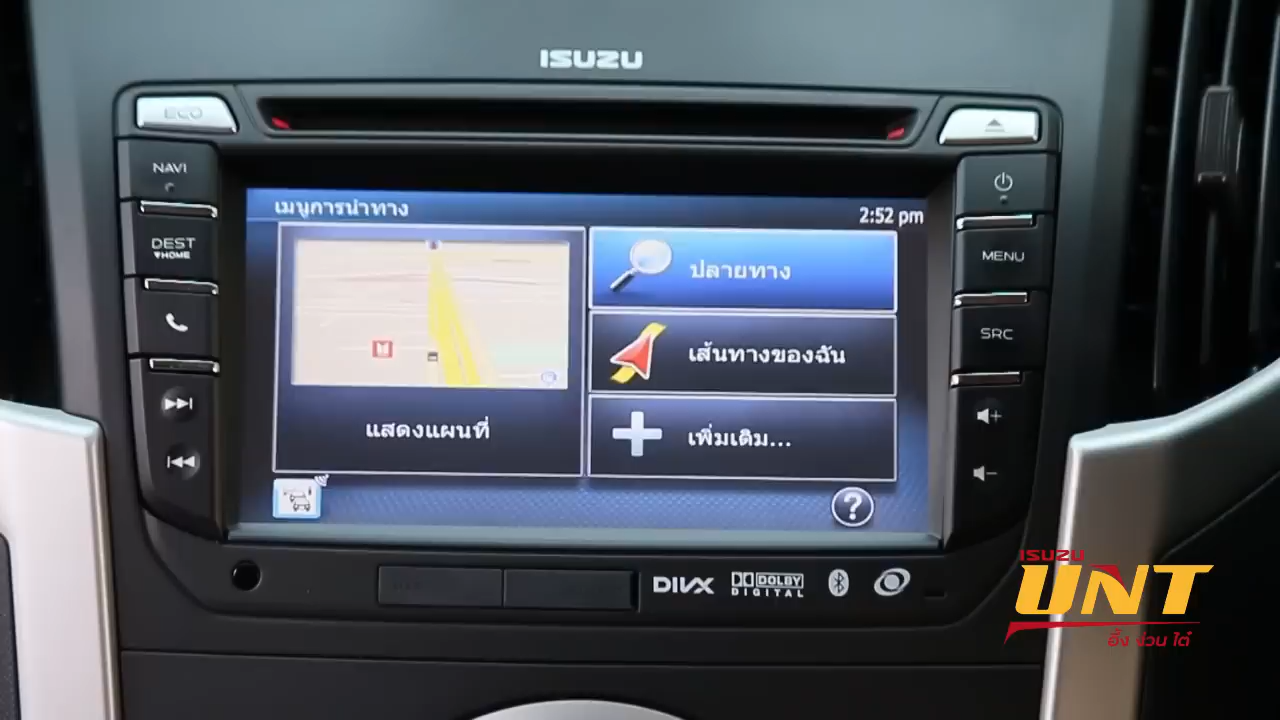 ISUZU
ECO
NAVI
DEST
▼HOME
MENU
SRC
เมนูการนำทาง
2:52 pm
ปลายทาง
เส้นทางของฉัน
เพิ่มเติม...
แสดงแผนที่
?
DIVX
DOLBY
DIGITAL
ISUZU
UNT
ฮั้ง ง่วน ไต๋